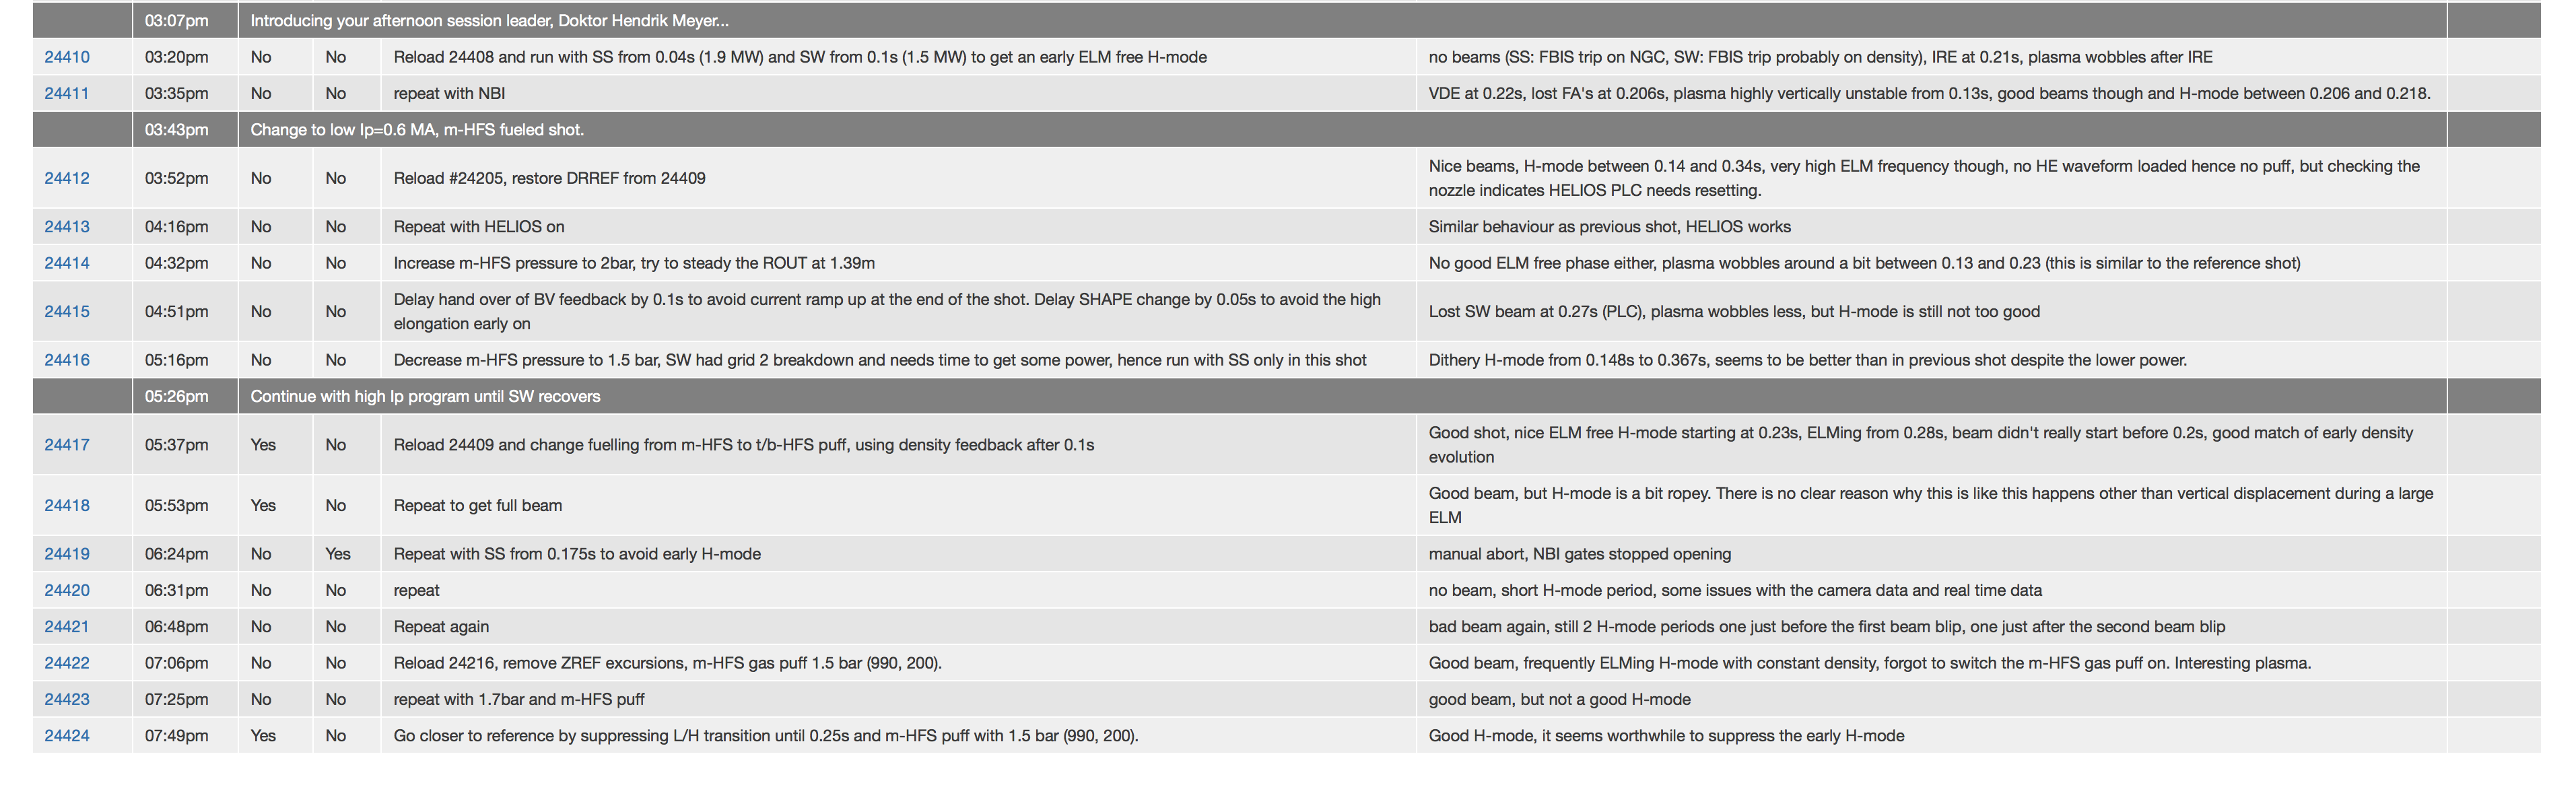 03:07pm Introducing your afternoon session leader, Doktor Hendrik Meyer...
24410 03:20pm No No Reload 24408 and run with SS from 0.04s (1.9 MW) and SW from 0.1s (1.5 MW) to get an early ELM free H-mode no beams (SS: FBIS trip on NGC, SW: FBIS trip probably on density), IRE at 0.21s, plasma wobbles after IRE
24411 03:35pm No No repeat with NBI VDE at 0.22s, lost FA's at 0.206s, plasma highly vertically unstable from 0.13s, good beams though and H-mode between 0.206 and 0.218.
03:43pm Change to low Ip=0.6 MA, m-HFS fueled shot.
24412 03:52pm No No Reload #24205, restore DRREF from 24409 Nice beams, H-mode between 0.14 and 0.34s, very high ELM frequency though, no HE waveform loaded hence no puff, but checking the
nozzle indicates HELIOS PLC needs resetting.
24413 04:16pm No No Repeat with HELIOS on Similar behaviour as previous shot, HELIOS works
24414 04:32pm No No Increase m-HFS pressure to 2bar, try to steady the ROUT at 1.39m No good ELM free phase either, plasma wobbles around a bit between 0.13 and 0.23 (this is similar to the reference shot)
24415 04:51pm No No Delay hand over of BV feedback by 0.1s to avoid current ramp up at the end of the shot. Delay SHAPE change by 0.05s to avoid the high
elongation early on Lost SW beam at 0.27s (PLC), plasma wobbles less, but H-mode is still not too good
24416 05:16pm No No Decrease m-HFS pressure to 1.5 bar, SW had grid 2 breakdown and needs time to get some power, hence run with SS only in this shot Dithery H-mode from 0.148s to 0.367s, seems to be better than in previous shot despite the lower power.
05:26pm Continue with high Ip program until SW recovers
24417 05:37pm Yes No Reload 24409 and change fuelling from m-HFS to t/b-HFS puff, using density feedback after 0.1s Good shot, nice ELM free H-mode starting at 0.23s, ELMing from 0.28s, beam didn't really start before 0.2s, good match of early density
evolution
24418 05:53pm Yes No Repeat to get full beam Good beam, but H-mode is a bit ropey. There is no clear reason why this is like this happens other than vertical displacement during a large
ELM
24419 06:24pm No Yes Repeat with SS from 0.175s to avoid early H-mode manual abort, NBI gates stopped opening
24420 06:31pm No No repeat no beam, short H-mode period, some issues with the camera data and real time data
24421 06:48pm No No Repeat again bad beam again, still 2 H-mode periods one just before the first beam blip, one just after the second beam blip
24422 07:06pm No No Reload 24216, remove ZREF excursions, m-HFS gas puff 1.5 bar (990, 200). Good beam, frequently ELMing H-mode with constant density, forgot to switch the m-HFS gas puff on. Interesting plasma.
24423 07:25pm No No repeat with 1.7bar and m-HFS puff good beam, but not a good H-mode
24424 07:49pm Yes No Go closer to reference by suppressing L/H transition until 0.25s and m-HFS puff with 1.5 bar (990, 200). Good H-mode, it seems worthwhile to suppress the early H-mode